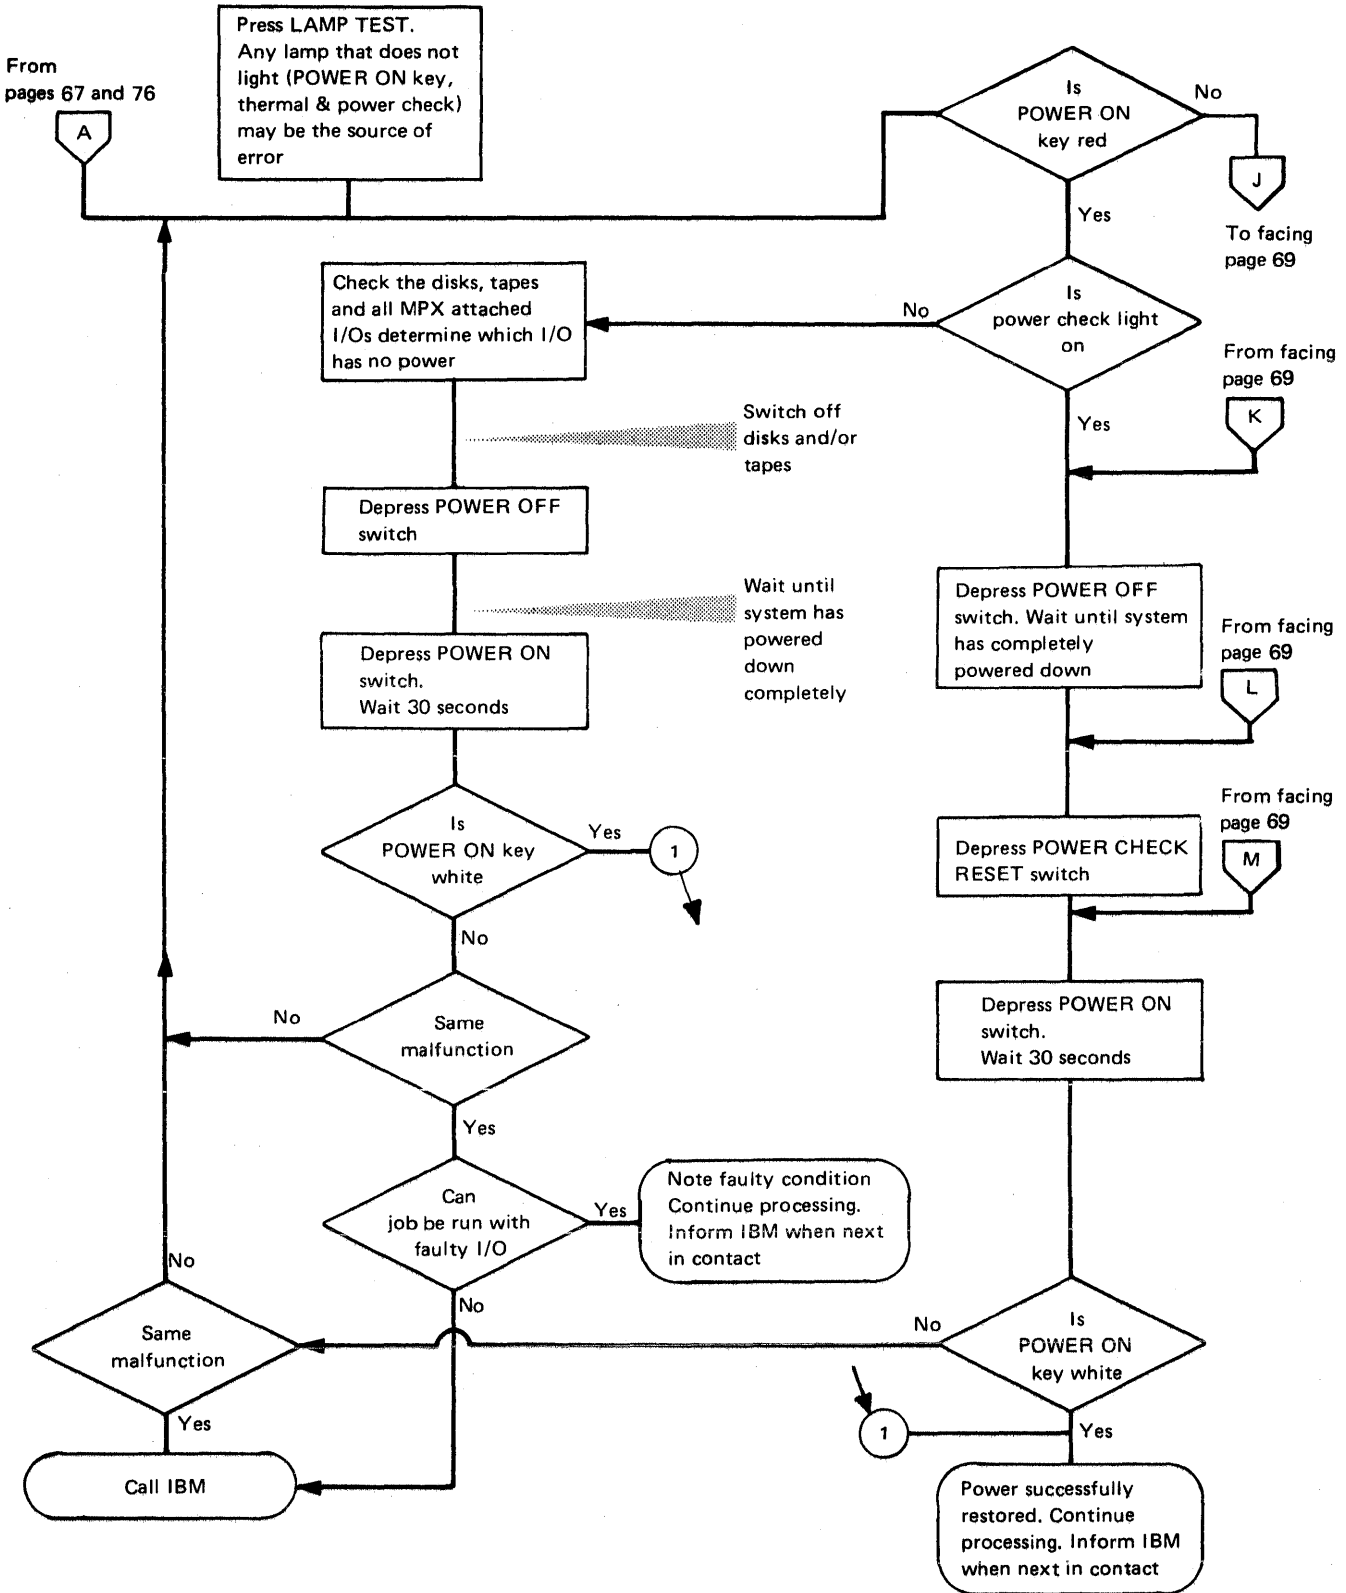 From
pages 67 and 76
A
Press LAMP TEST.
Any lamp that does not
light (POWER ON key,
thermal & power check)
may be the source of
error
Is
POWER ON
key red
No
J
To facing
page 69
Yes
Is
power check light
on
No
Check the disks, tapes
and all MPX attached
I/Os determine which I/O
has no power
Switch off
disks and/or
tapes
Depress POWER OFF
switch
Wait until
system has
powered
down
completely
Depress POWER ON
switch.
Wait 30 seconds
Is
POWER ON key
white
Yes
1
No
Same
malfunction
No
Yes
Can
job be run with
faulty I/O
Yes
Note faulty condition
Continue processing.
Inform IBM when next
in contact
No
From facing
page 69
K
Yes
Depress POWER OFF
switch. Wait until system
has completely
powered down
From facing
page 69
L
Depress POWER CHECK
RESET switch
From facing
page 69
M
Depress POWER ON
switch.
Wait 30 seconds
Is
POWER ON
key white
No
Same
malfunction
No
Yes
Call IBM
1
Yes
Power successfully
restored. Continue
processing. Inform IBM
when next in contact